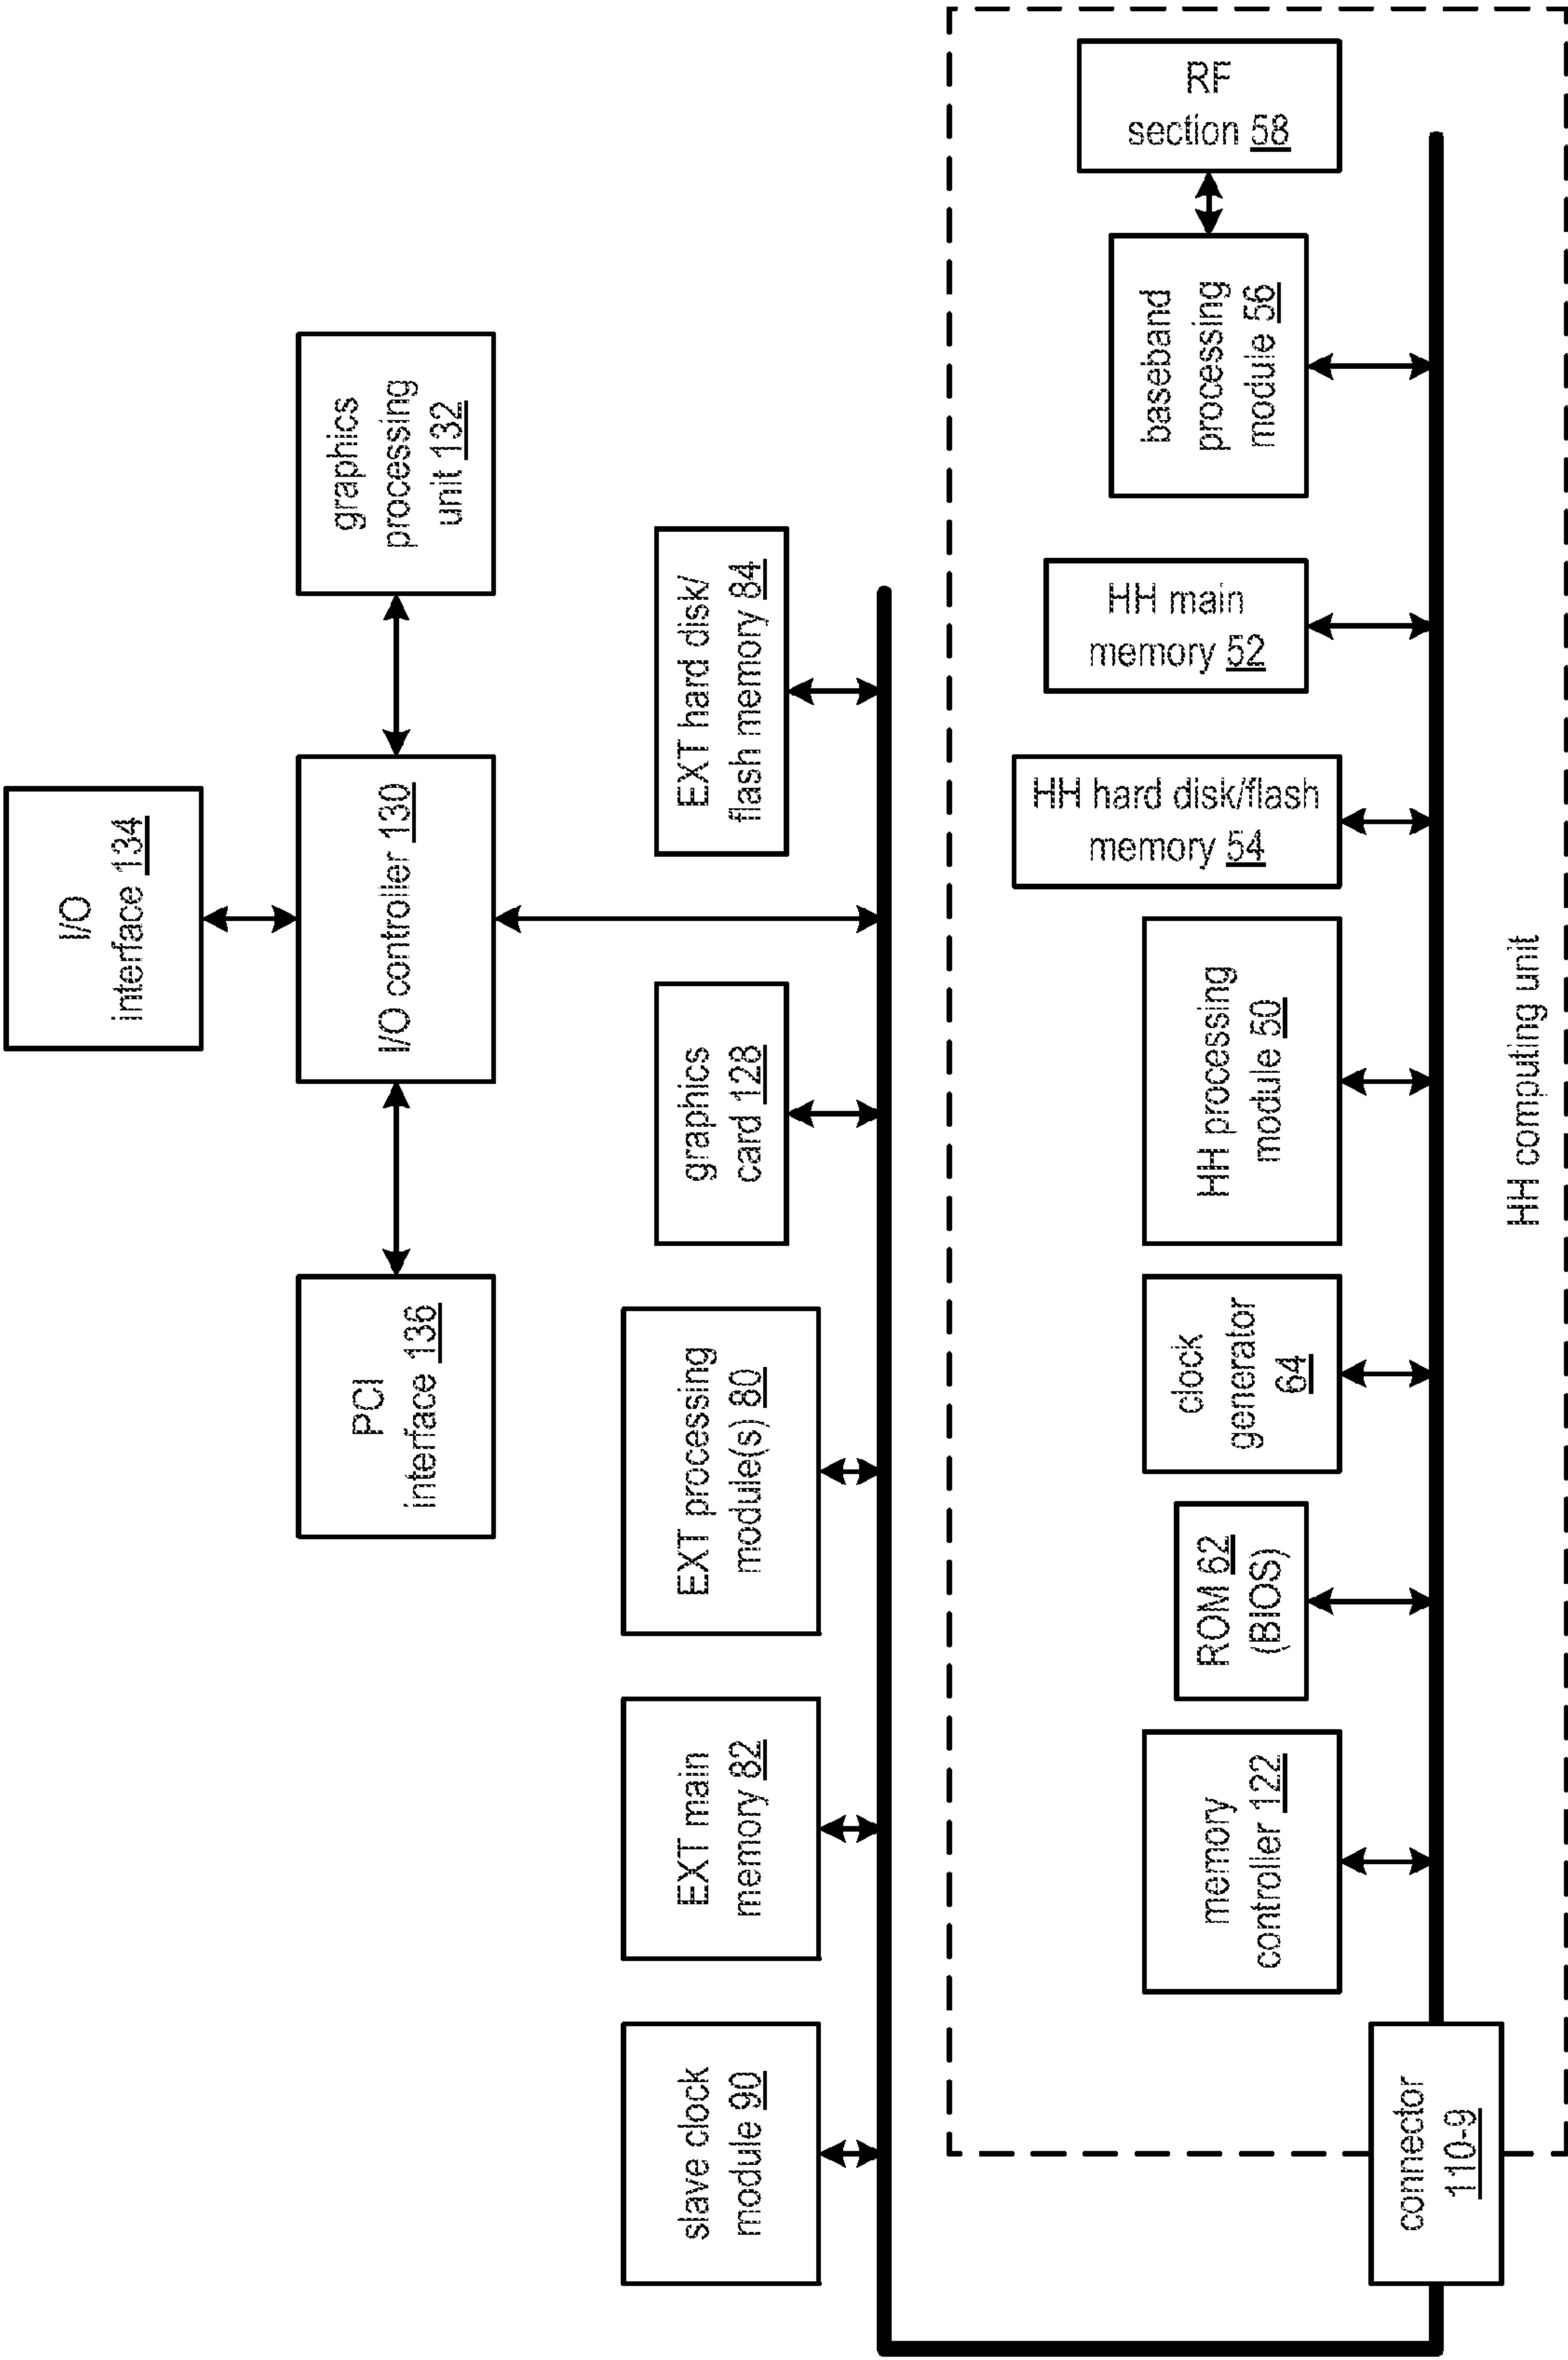 I/O
interface 134
PCI
interface 136
I/O controller 130
graphics
processing
unit 132
slave clock
module 90
EXT main
memory 82
EXT processing
module(s) 80
graphics
card 128
EXT hard disk/
flash memory 84
connector
110-9
memory
controller 122
ROM 62
(BIOS)
clock
generator
64
HH processing
module 50
HH hard disk/flash
memory 54
HH main
memory 52
baseband
processing
module 56
RF
section 58
HH computing unit